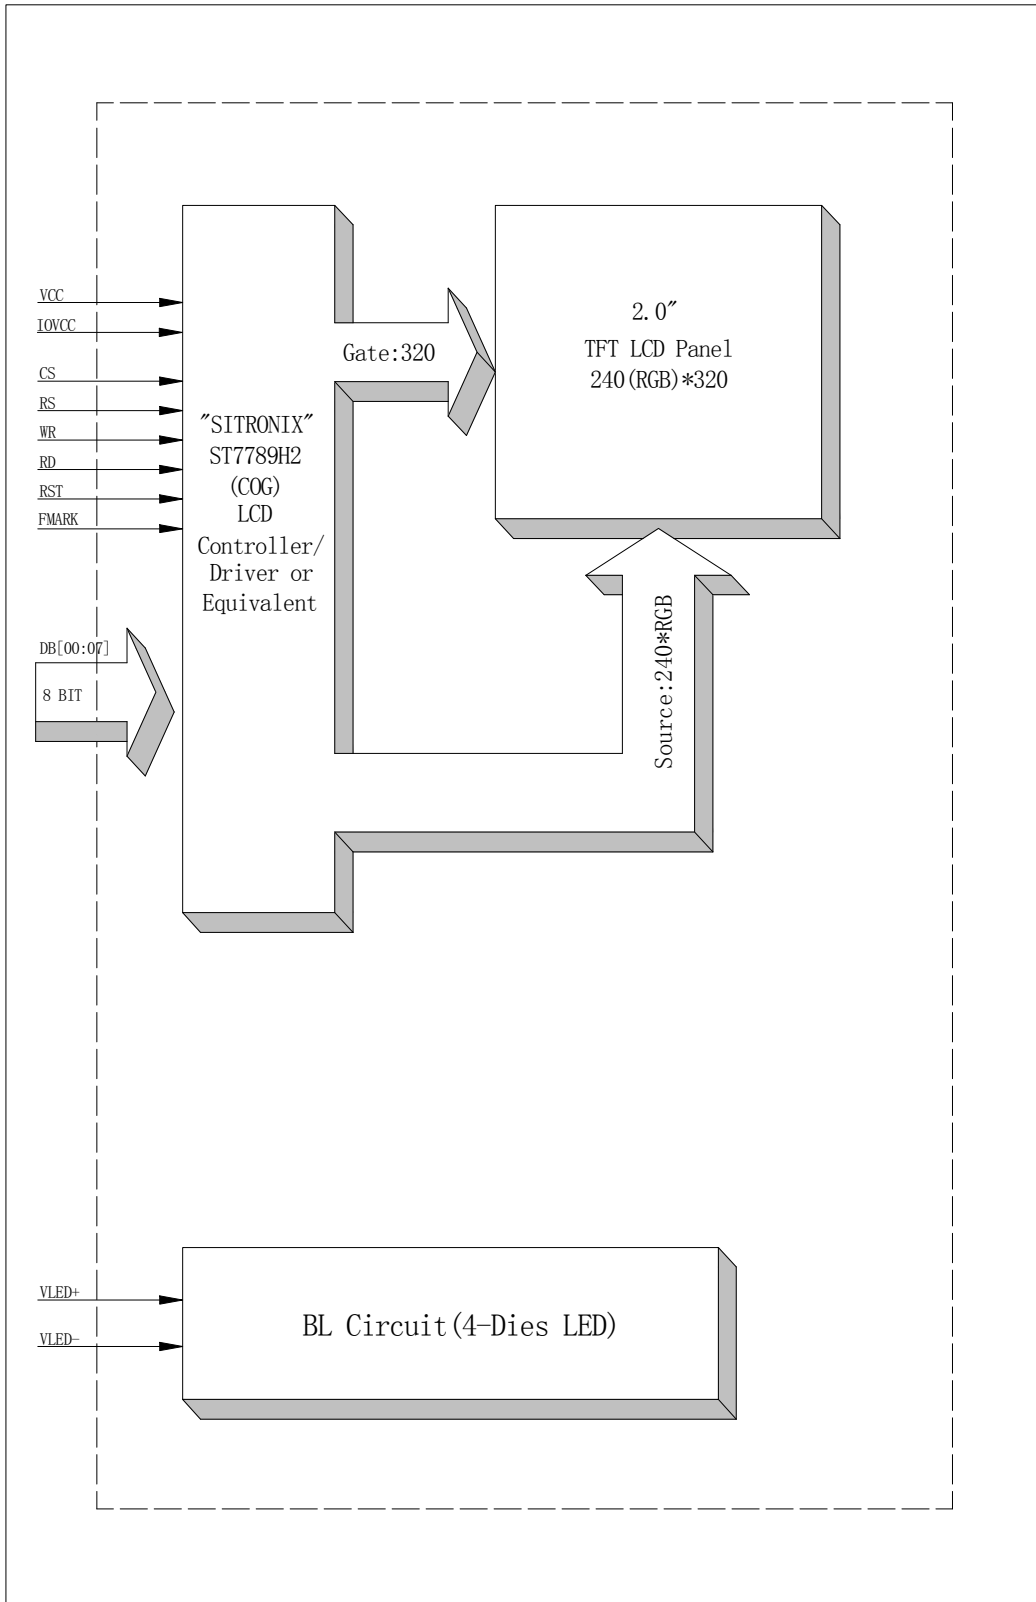 VCC
IOVCC
CS
RS
WR
RD
RST
FMARK
DB[00:07]
8 BIT
"SITRONIX"
ST7789H2
(COG)
LCD
Controller/
Driver or
Equivalent
Gate:320
2.0"
TFT LCD Panel
240(RGB)*320
Source:240*RGB
VLED+
VLED-
BL Circuit(4-Dies LED)